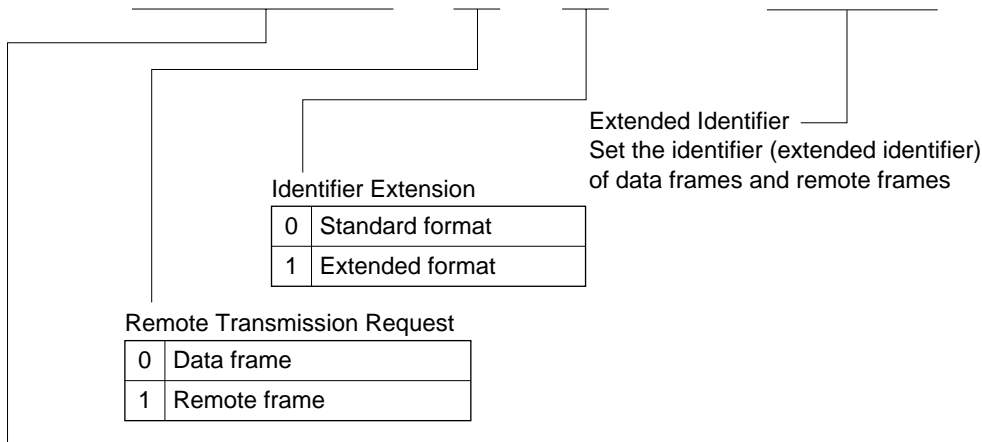 Extended Identifier
Set the identifier (extended identifier)
of data frames and remote frames
Identifier Extension
0 Standard format
1 Extended format
Remote Transmission Request
0 Data frame
1 Remote frame